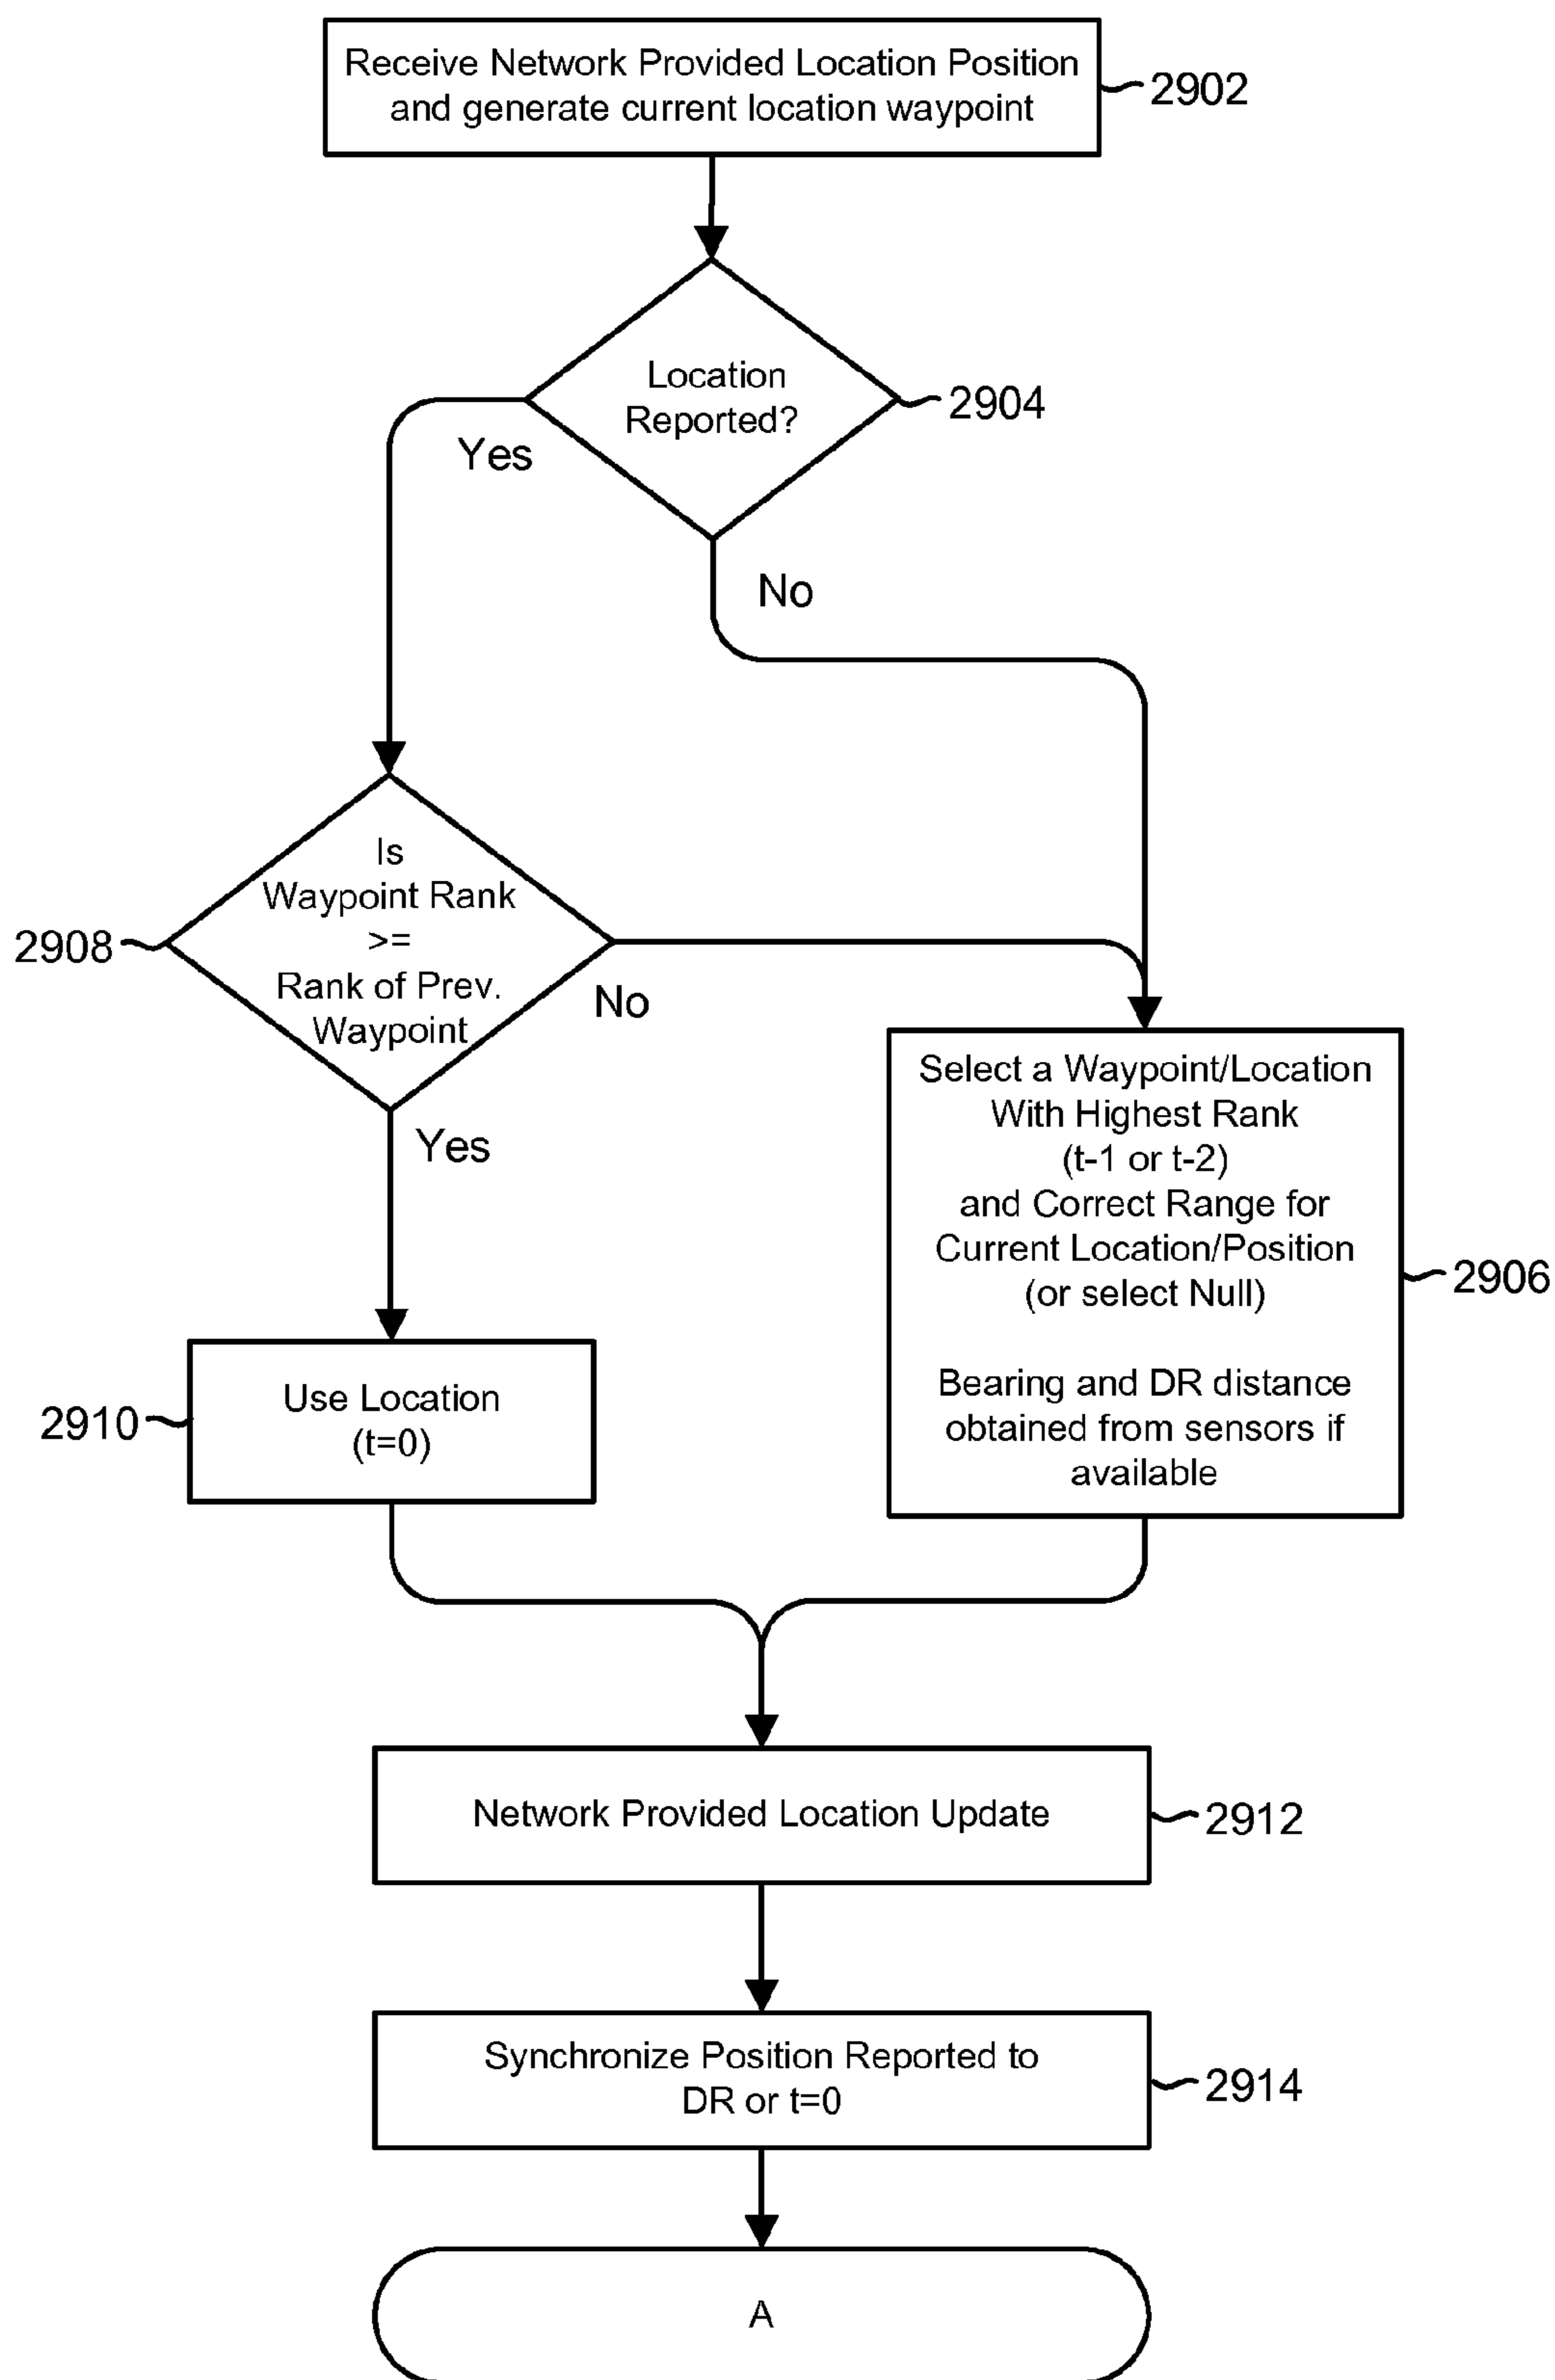 Receive Network Provided Location Position
and generate current location waypoint
2902
Location
Reported?
2904
Yes
No
Is
Waypoint Rank
>=
Rank of Prev.
Waypoint
2908
No
Yes
Select a Waypoint/Location
With Highest Rank
(t-1 or t-2)
and Correct Range for
Current Location/Position
(or select Null)
Bearing and DR distance
obtained from sensors if
available
2906
Use Location
(t=0)
2910
Network Provided Location Update
2912
Synchronize Position Reported to
DR or t=0
2914
A